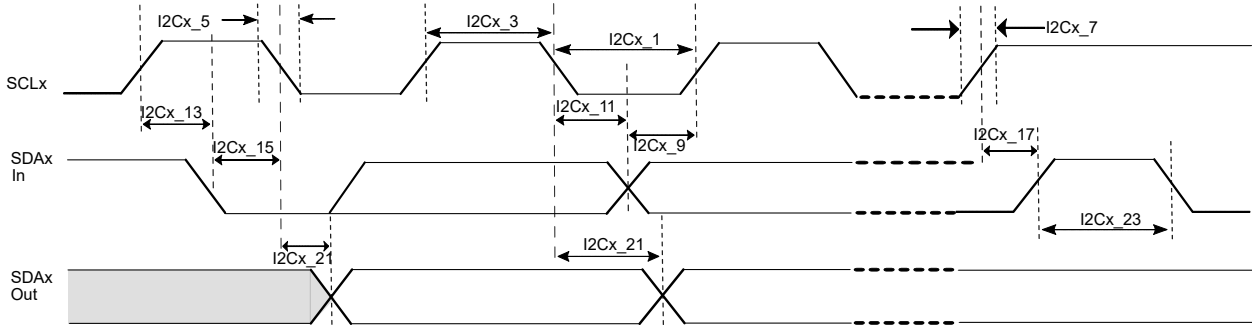 I2Cx_5
I2Cx_3
I2Cx_1
I2Cx_7
SCLx
I2Cx_13
I2Cx_11
I2Cx_9
I2Cx_15
I2Cx_17
SDAx
In
I2Cx_23
I2Cx_21
I2Cx_21
SDAx
Out